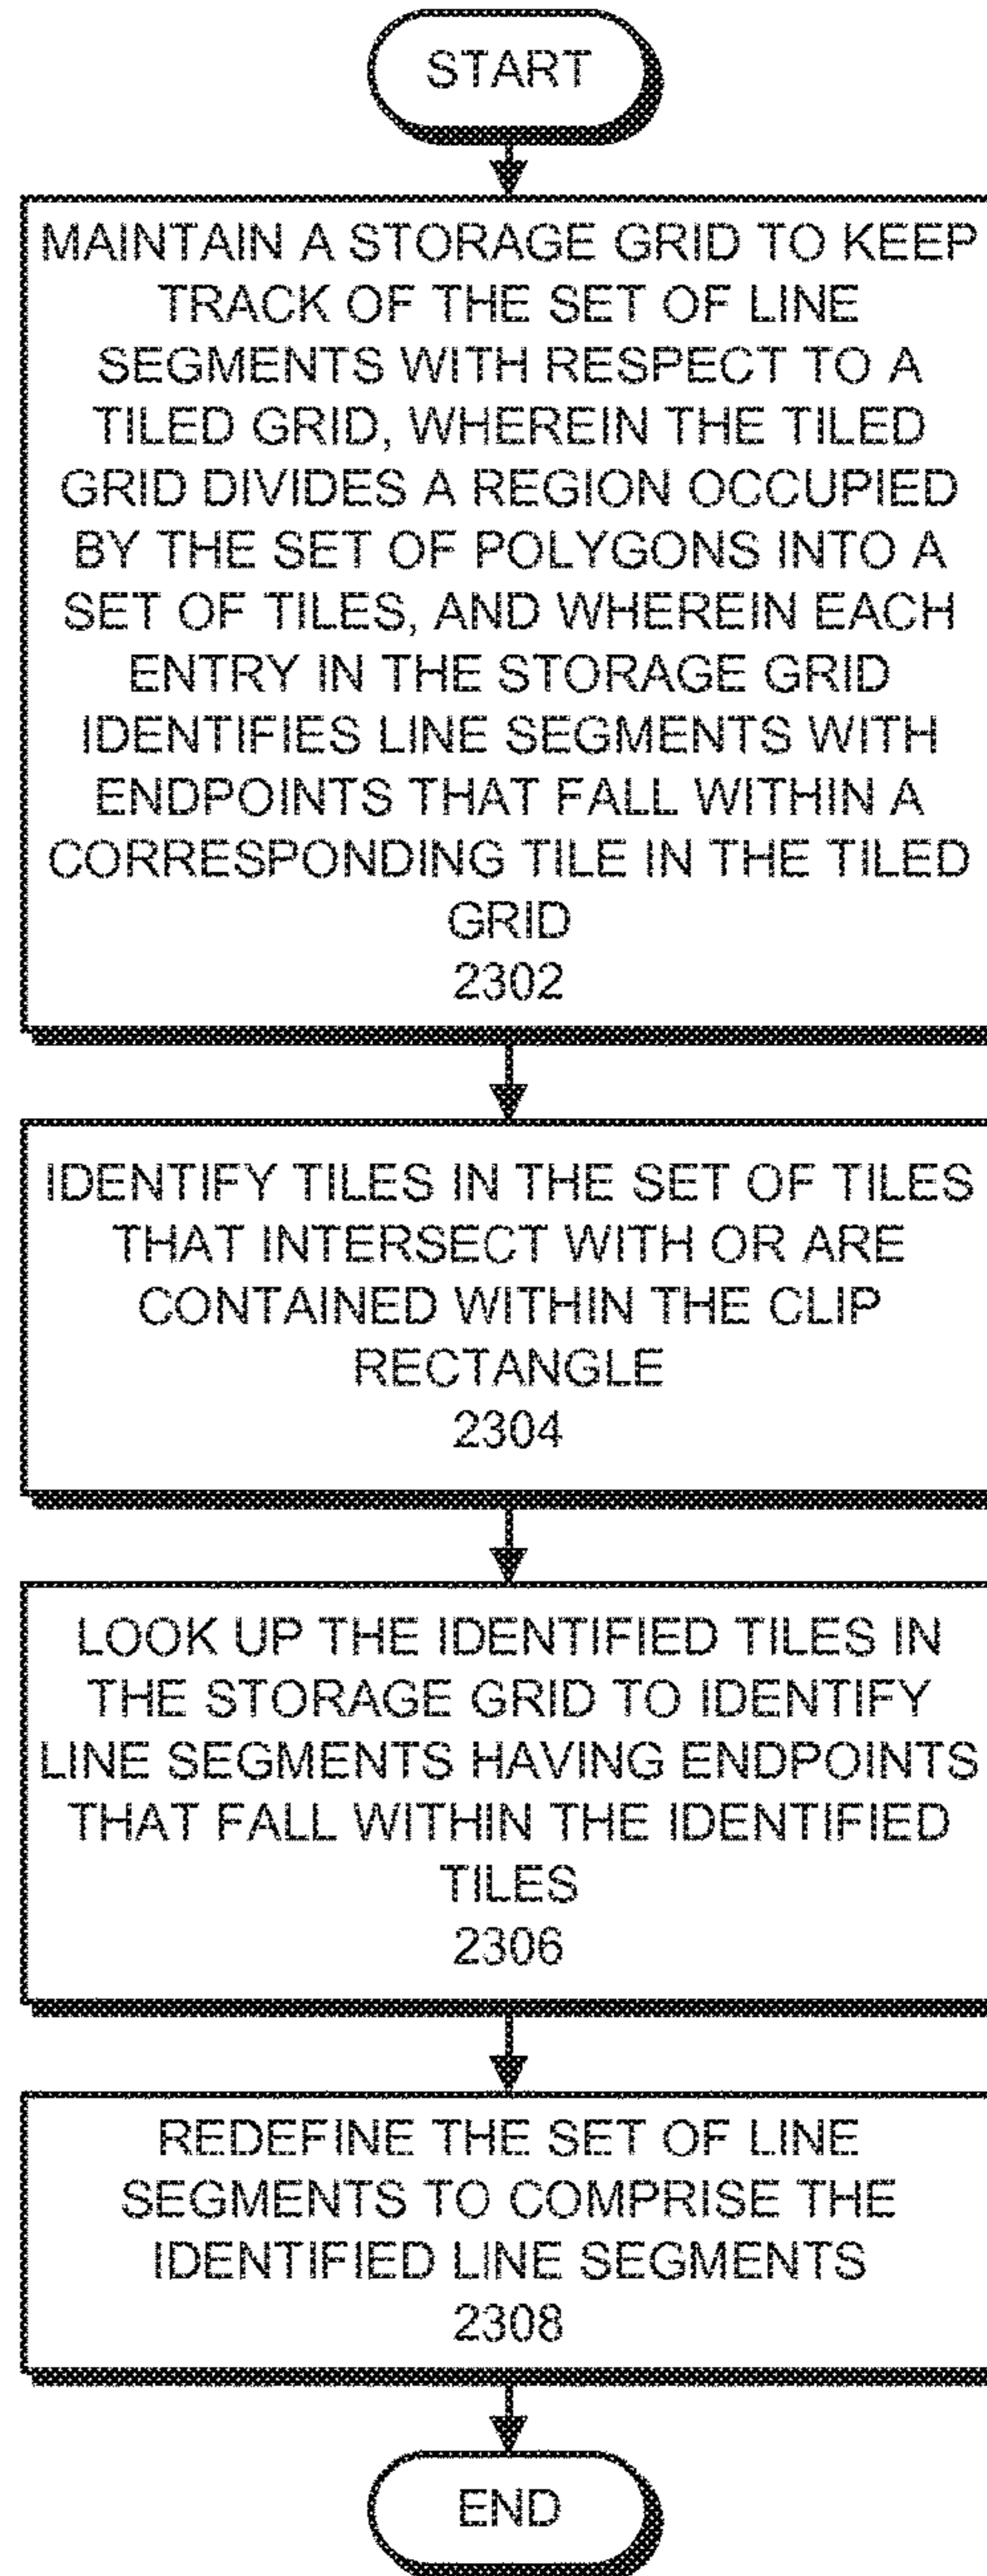 START
MAINTAIN A STORAGE GRID TO KEEP
TRACK OF THE SET OF LINE
SEGMENTS WITH RESPECT TO A
TILED GRID, WHEREIN THE TILED
GRID DIVIDES A REGION OCCUPIED
BY THE SET OF POLYGONS INTO A
SET OF TILES, AND WHEREIN EACH
ENTRY IN THE STORAGE GRID
IDENTIFIES LINE SEGMENTS WITH
ENDPOINTS THAT FALL WITHIN A
CORRESPONDING TILE IN THE TILED
GRID
2302
IDENTIFY TILES IN THE SET OF TILES
THAT INTERSECT WITH OR ARE
CONTAINED WITHIN THE CLIP
RECTANGLE
2304
LOOK UP THE IDENTIFIED TILES IN
THE STORAGE GRID TO IDENTIFY
LINE SEGMENTS HAVING ENDPOINTS
THAT FALL WITHIN THE IDENTIFIED
TILES
2306
REDEFINE THE SET OF LINE
SEGMENTS TO COMPRISE THE
IDENTIFIED LINE SEGMENTS
2308
END